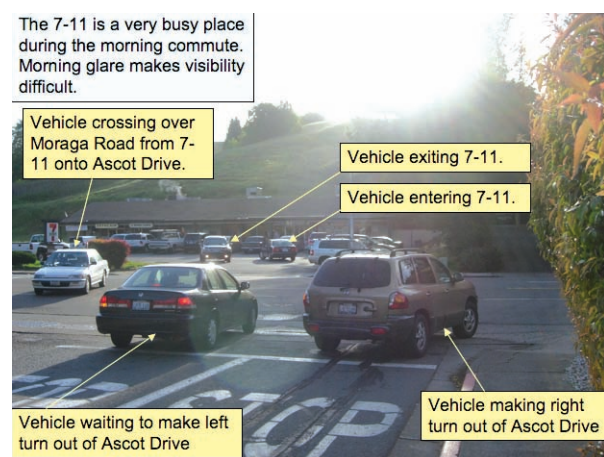 The 7-11 is a very busy place
during the morning commute.
Morning glare makes visibility
difficult.
Vehicle crossing over
Moraga Road from 7-
11 onto Ascot Drive.
Vehicle exiting 7-11.
Vehicle entering 7-11.
STOP
Vehicle waiting to make left
turn out of Ascot Drive
Vehicle making right
turn out of Ascot Drive